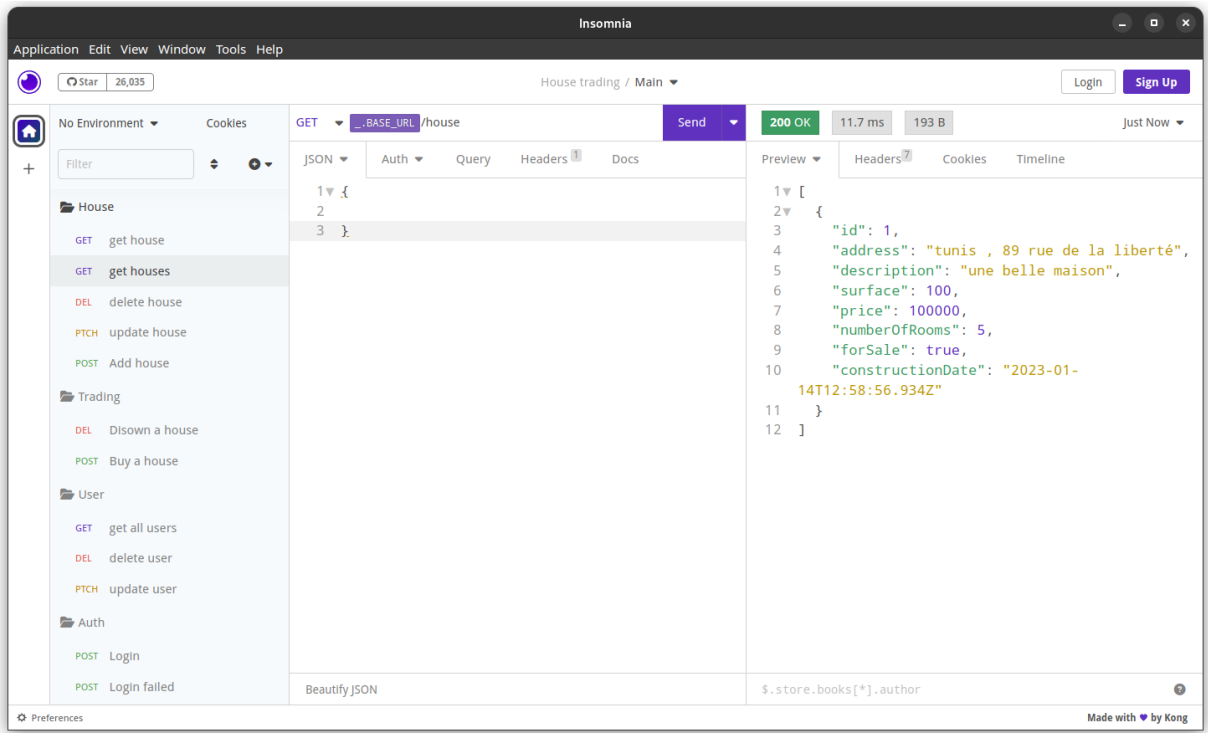 Insomnia
Application Edit View Window Tools Help
Star 26,035
House trading / Main
Login Sign Up
No Environment Cookies
Filter
House
GET get house
GET get houses
DEL delete house
PTCH update house
POST Add house
Trading
DEL Disown a house
POST Buy a house
User
GET get all users
DEL delete user
PTCH update user
Auth
POST Login
POST Login failed
GET _.BASE_URL /house Send
JSON Auth Query Headers 1 Docs
1 {
2
3 }
Beautify JSON
200 OK 11.7 ms 193 B Just Now
Preview Headers 7 Cookies Timeline
1 [
2 {
3 "id": 1,
4 "address": "tunis , 89 rue de la liberté",
5 "description": "une belle maison",
6 "surface": 100,
7 "price": 100000,
8 "numberOfRooms": 5,
9 "forSale": true,
10 "constructionDate": "2023-01-
14T12:58:56.934Z"
11 }
12 ]
$.store.books[*].author
Preferences
Made with ♥ by Kong